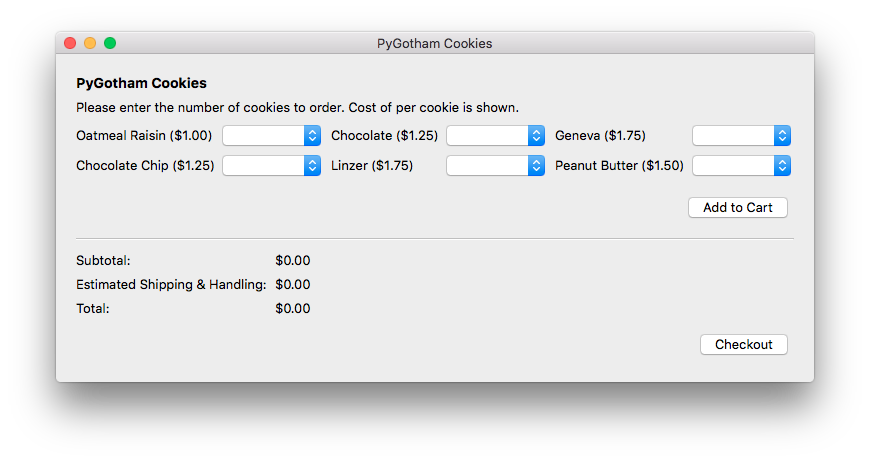 PyGotham Cookies
PyGotham Cookies
Please enter the number of cookies to order. Cost of per cookie is shown.
Oatmeal Raisin ($1.00) Chocolate ($1.25) Geneva ($1.75)
Chocolate Chip ($1.25) Linzer ($1.75) Peanut Butter ($1.50)
Add to Cart
Subtotal: $0.00
Estimated Shipping & Handling: $0.00
Total: $0.00
Checkout